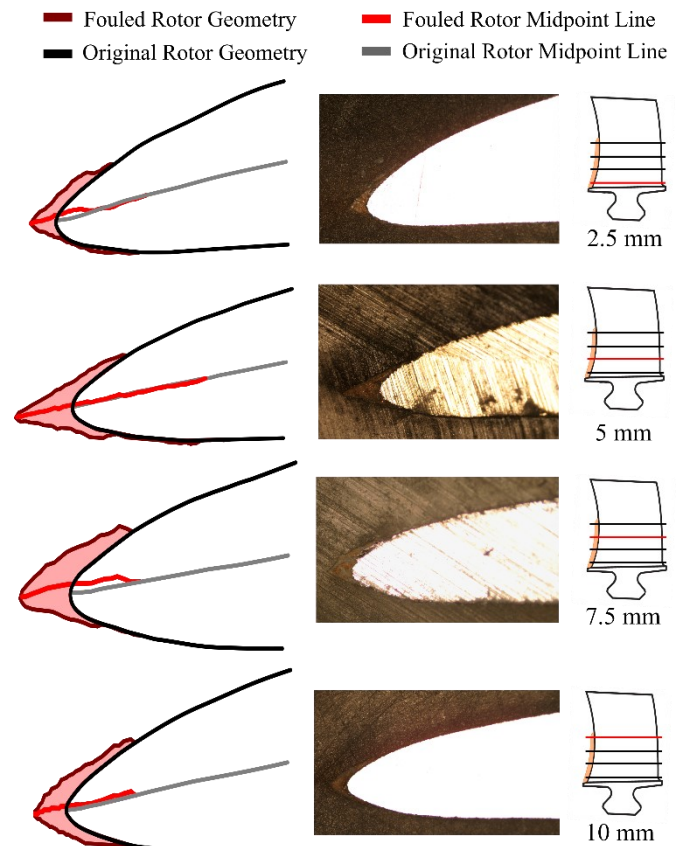 Fouled Rotor Geometry
Fouled Rotor Midpoint Line
Original Rotor Geometry
Original Rotor Midpoint Line
2.5 mm
5 mm
7.5 mm
10 mm